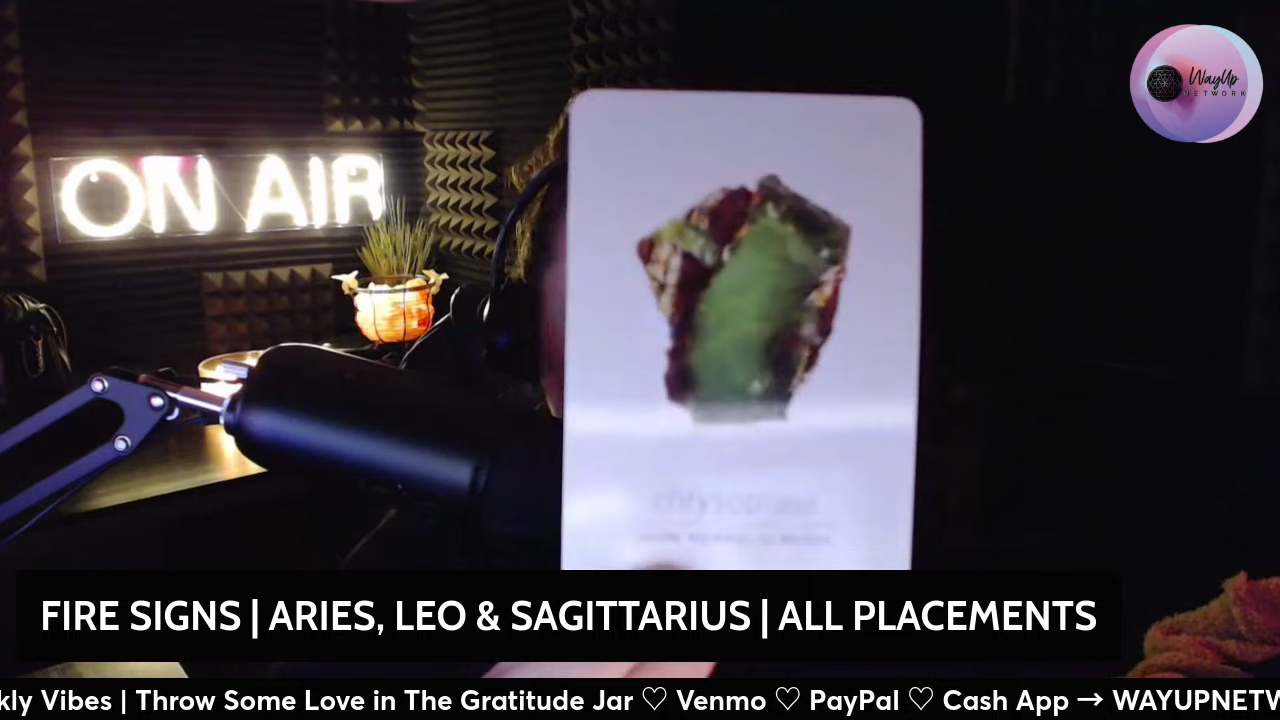 WayUp
NETWORK
ON AIR
chrysoprase
FIRE SIGNS | ARIES, LEO & SAGITTARIUS | ALL PLACEMENTS
kly Vibes | Throw Some Love in The Gratitude Jar ♡ Venmo ♡ PayPal ♡ Cash App → WAYUPNETW